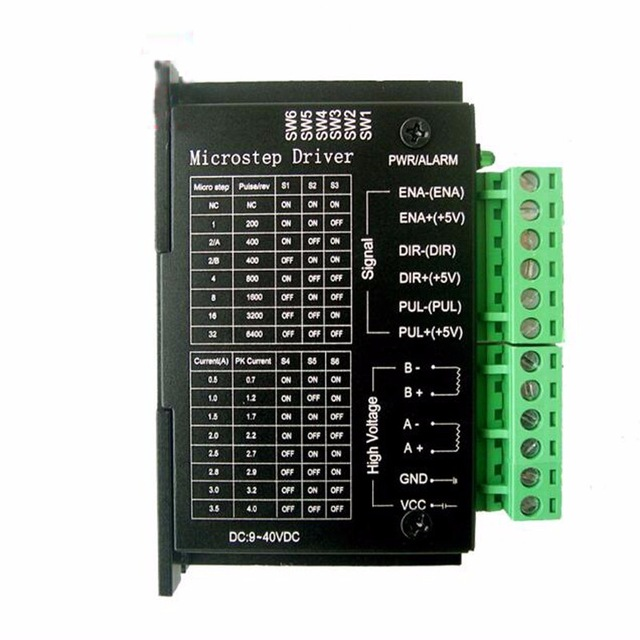 SW6
SW5
SW4
SW3
SW2
SW1
Microstep Driver
PWR/ALARM
Micro step Pulse/rev S1 S2 S3
NC NC ON ON ON
1 200 ON ON OFF
2/A 400 ON OFF ON
2/B 400 OFF ON ON
4 800 ON OFF OFF
8 1600 OFF ON OFF
16 3200 OFF OFF ON
32 6400 OFF OFF OFF
Signal
ENA-(ENA)
ENA+(+5V)
DIR-(DIR)
DIR+(+5V)
PUL-(PUL)
PUL+(+5V)
Current(A) PK Current S4 S5 S6
0.5 0.7 ON ON ON
1.0 1.2 ON OFF ON
1.5 1.7 ON ON OFF
2.0 2.2 ON OFF OFF
2.5 2.7 OFF ON ON
2.8 2.9 OFF OFF ON
3.0 3.2 OFF ON OFF
3.5 4.0 OFF OFF OFF
High Voltage
B -
B +
A -
A +
GND
VCC
DC:9~40VDC